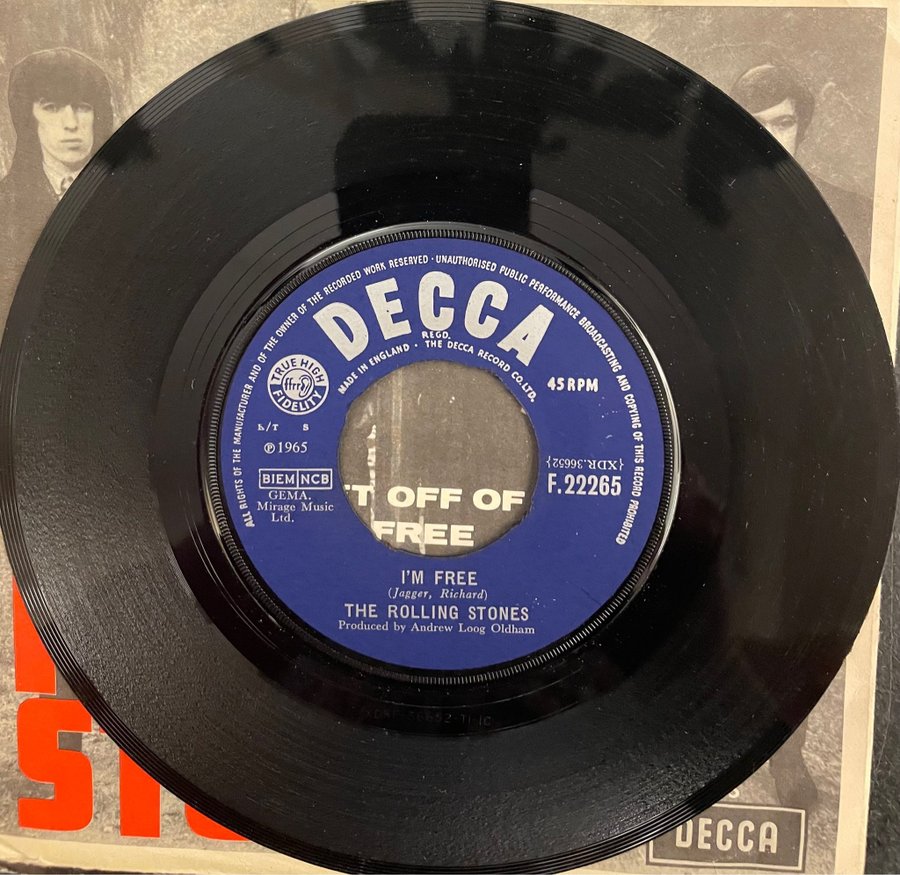 ALL RIGHTS OF THE MANUFACTURER AND OF THE OWNER OF THE RECORDED WORK RESERVED · UNAUTHORISED PUBLIC PERFORMANCE BROADCASTING AND COPYING OF THIS RECORD PROHIBITED
DECCA
REGD.
MADE IN ENGLAND · THE DECCA RECORD CO. LTD.
TRUE HIGH
ffrr
FIDELITY
45 RPM
L/T S
℗1965
{XDR.36652}
F.22265
BIEM NCB
GEMA.
Mirage Music
Ltd.
OFF OF
FREE
I'M FREE
(Jagger, Richard)
THE ROLLING STONES
Produced by Andrew Loog Oldham
DECCA